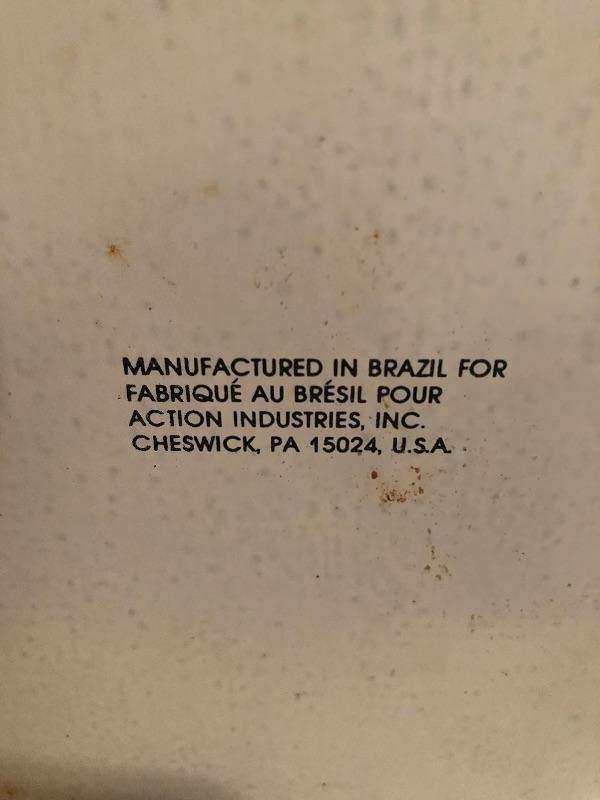 MANUFACTURED IN BRAZIL FOR
FABRIQUÉ AU BRÉSIL POUR
ACTION INDUSTRIES, INC.
CHESWICK, PA 15024, U.S.A.